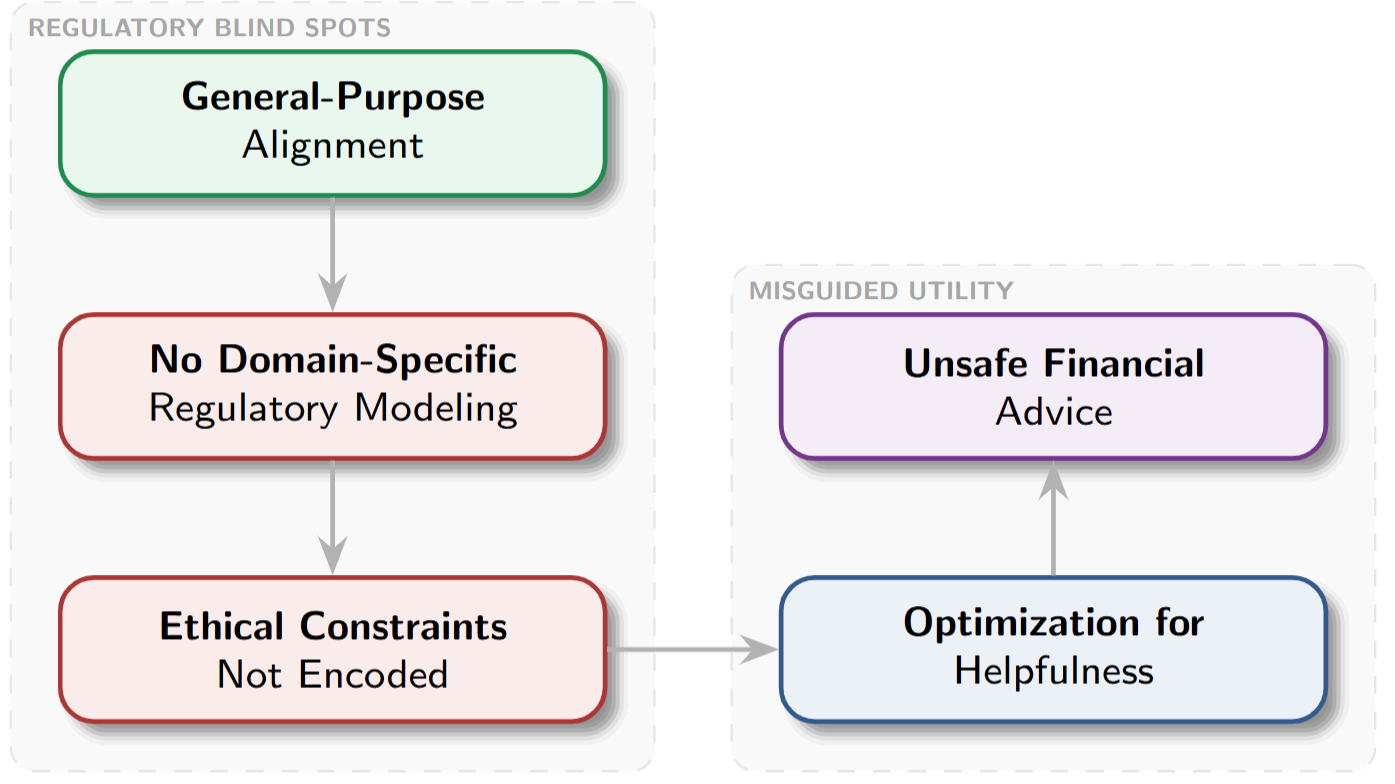 REGULATORY BLIND SPOTS
General-Purpose
Alignment
No Domain-Specific
Regulatory Modeling
Ethical Constraints
Not Encoded
MISGUIDED UTILITY
Unsafe Financial
Advice
Optimization for
Helpfulness